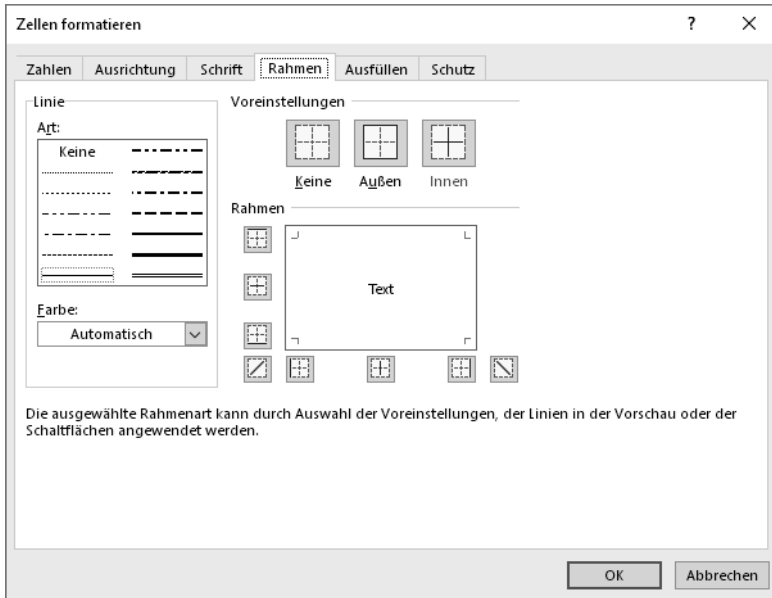 Zellen formatieren
?
Zahlen Ausrichtung Schrift Rahmen Ausfüllen Schutz
Linie
Art:
Keine
Farbe:
Automatisch
Voreinstellungen
Keine Außen Innen
Rahmen
Text
Die ausgewählte Rahmenart kann durch Auswahl der Voreinstellungen, der Linien in der Vorschau oder der
Schaltflächen angewendet werden.
OK Abbrechen